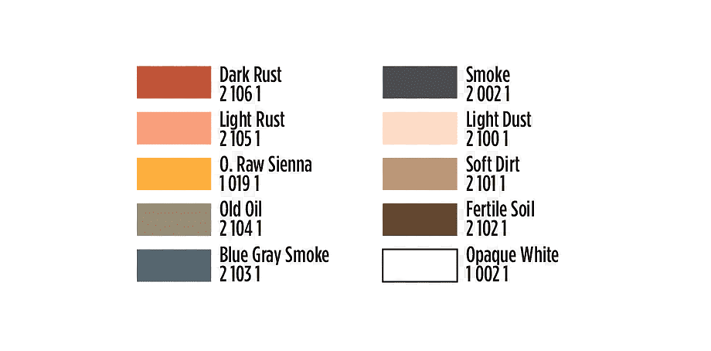 Dark Rust
2 106 1
Light Rust
2 105 1
O. Raw Sienna
1 019 1
Old Oil
2 104 1
Blue Gray Smoke
2 103 1
Smoke
2 002 1
Light Dust
2 100 1
Soft Dirt
2 101 1
Fertile Soil
2 102 1
Opaque White
1 002 1